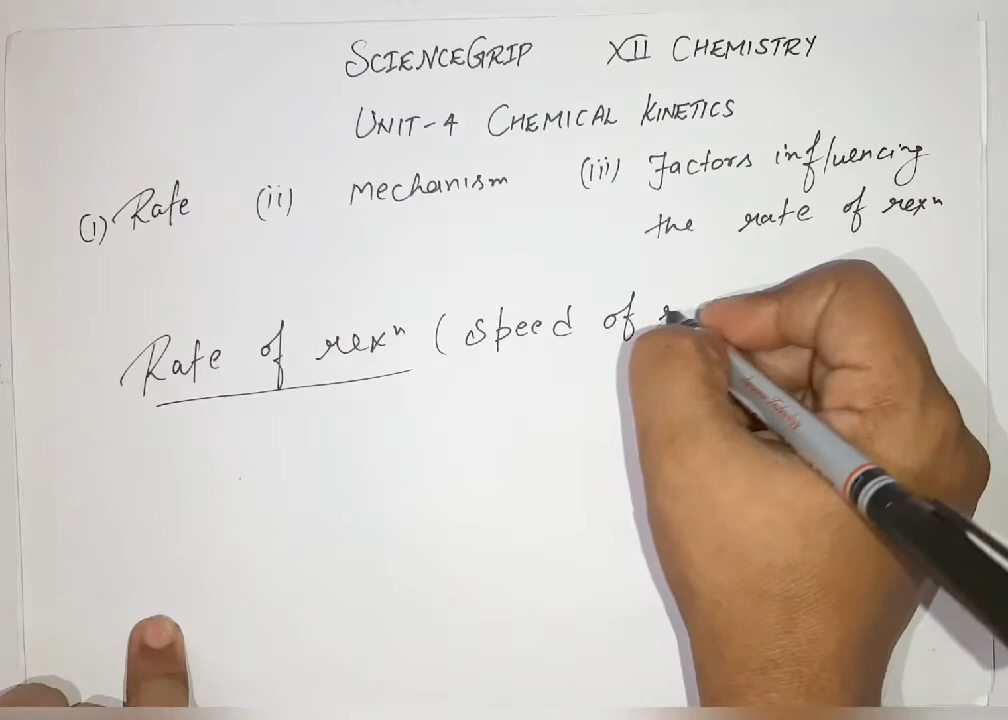 SCIENCEGRIP XII CHEMISTRY
UNIT-4 CHEMICAL KINETICS
(i) Rate (ii) Mechanism (iii) Factors influencing
the rate of rexⁿ
Rate of rexⁿ (speed of r